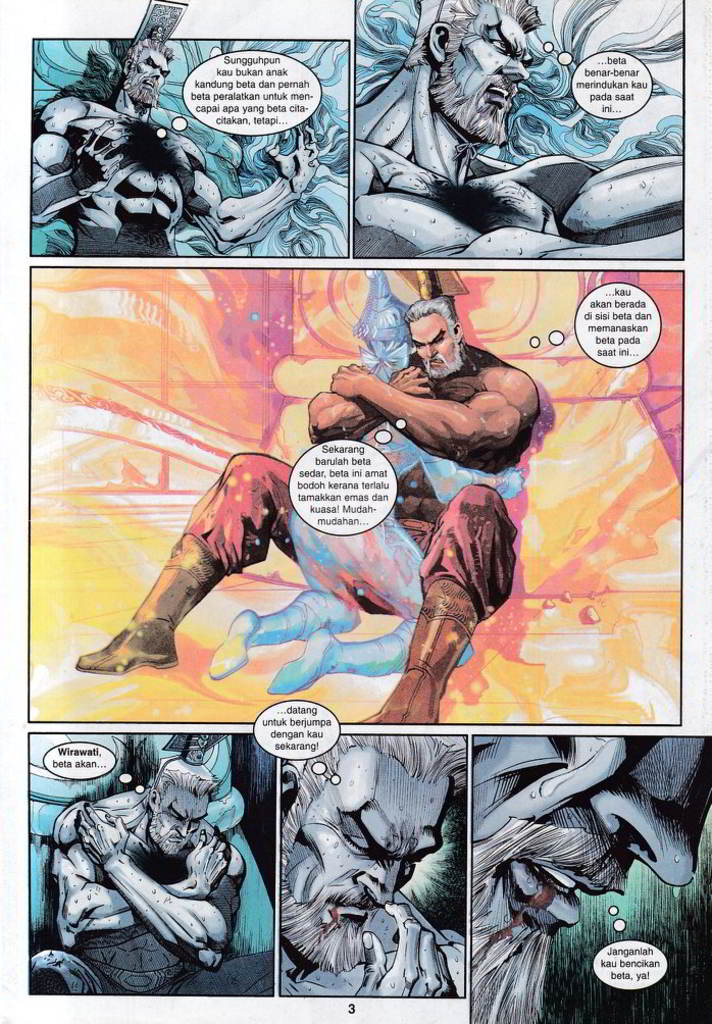 Sungguhpun
kau bukan anak
kandung beta dan pernah
beta peralatkan untuk men-
capai apa yang beta cita-
citakan, tetapi...
...beta
benar-benar
merindukan kau
pada saat
ini...
...kau
akan berada
di sisi beta dan
memanaskan
beta pada
saat ini...
Sekarang
barulah beta
sedar, beta ini amat
bodoh kerana terlalu
tamakkan emas dan
kuasa! Mudah-
mudahan...
Wirawati,
beta akan...
...datang
untuk berjumpa
dengan kau
sekarang!
Janganlah
kau bencikan
beta, ya!
3